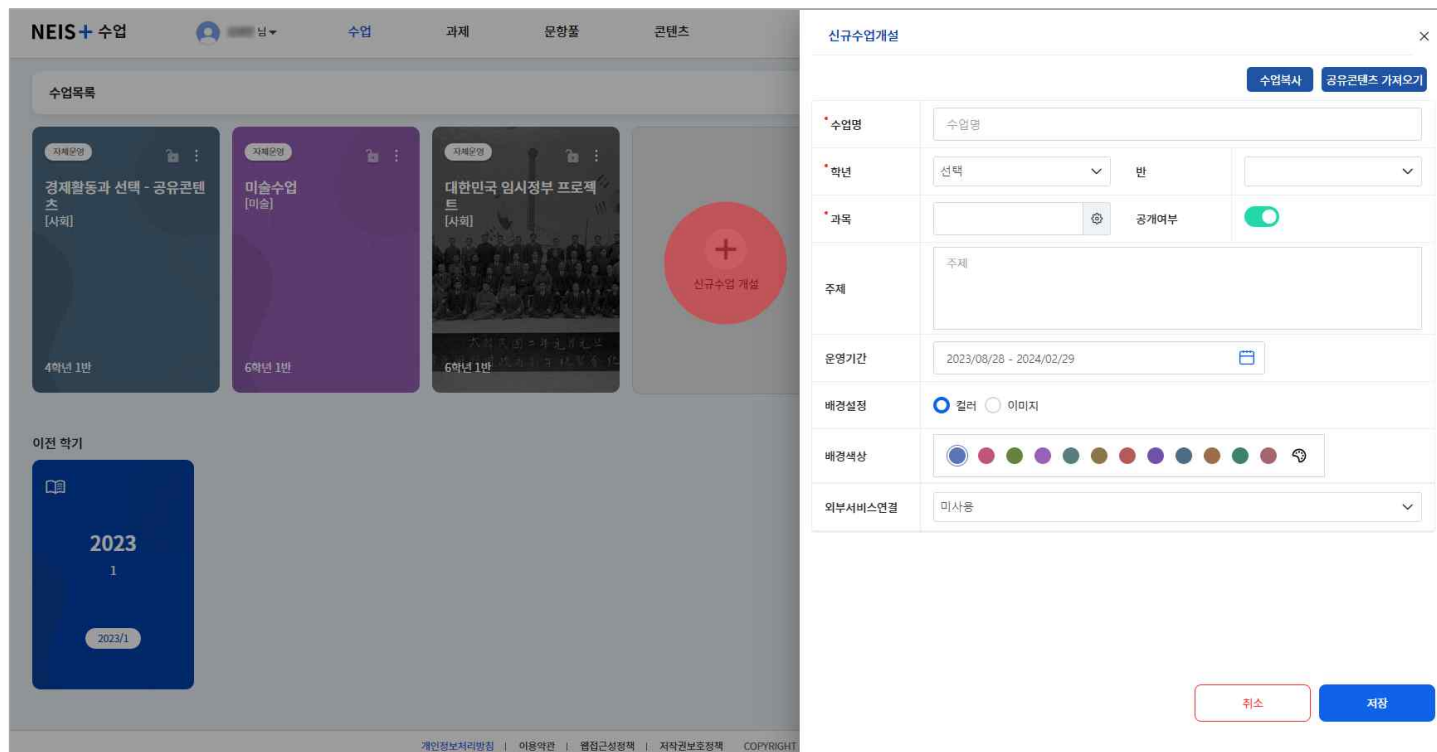 NEIS+ 수업
님
수업
과제
문항풀
콘텐츠
수업목록
자체운영
경제활동과 선택 - 공유콘텐
츠
[사회]
4학년 1반
자체운영
미술수업
[미술]
6학년 1반
자체운영
대한민국 임시정부 프로젝
트
[사회]
6학년 1반
신규수업 개설
이전 학기
2023
1
2023/1
개인정보처리방침 | 이용약관 | 웹접근성정책 | 저작권보호정책 COPYRIGHT
신규수업개설
수업복사 공유콘텐츠 가져오기
*수업명 수업명
*학년 선택 반
*과목 공개여부
주제 주제
운영기간 2023/08/28 - 2024/02/29
배경설정 컬러 이미지
배경색상
외부서비스연결 미사용
취소 저장